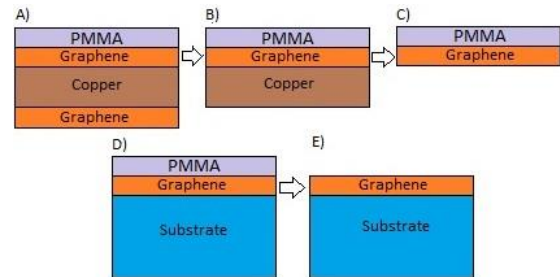 A)
PMMA
Graphene
Copper
Graphene
B)
PMMA
Graphene
Copper
C)
PMMA
Graphene
D)
PMMA
Graphene
Substrate
E)
Graphene
Substrate